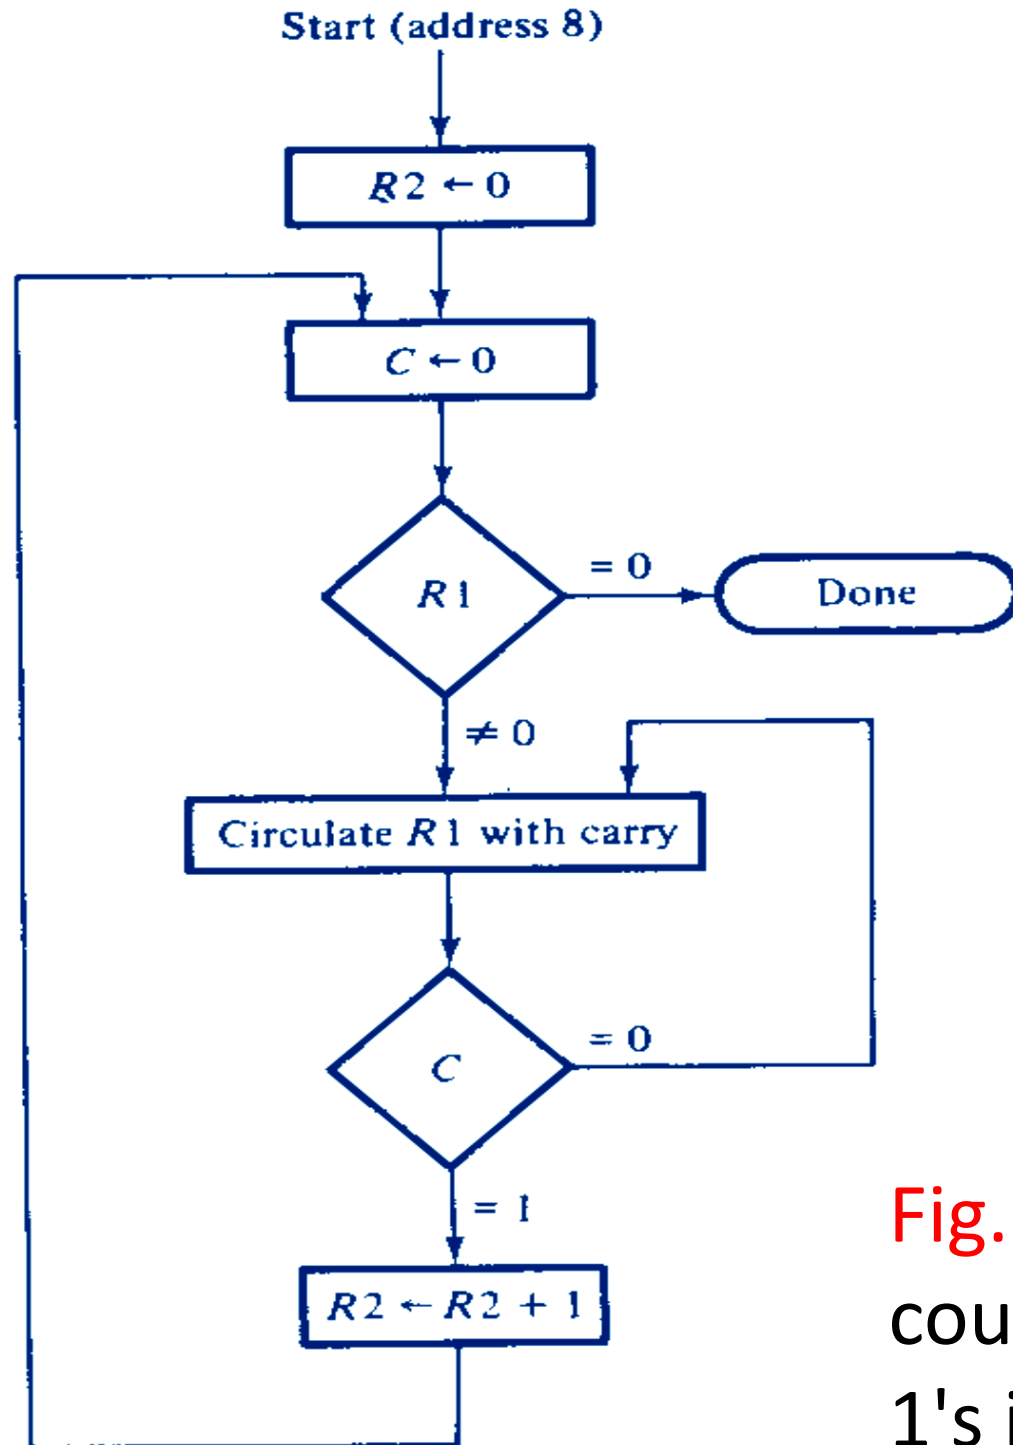 Start (address 8)
R2 ← 0
C ← 0
R1
= 0
Done
≠ 0
Circulate R1 with carry
C
= 0
= 1
R2 ← R2 + 1
Fig.
cou
1's i